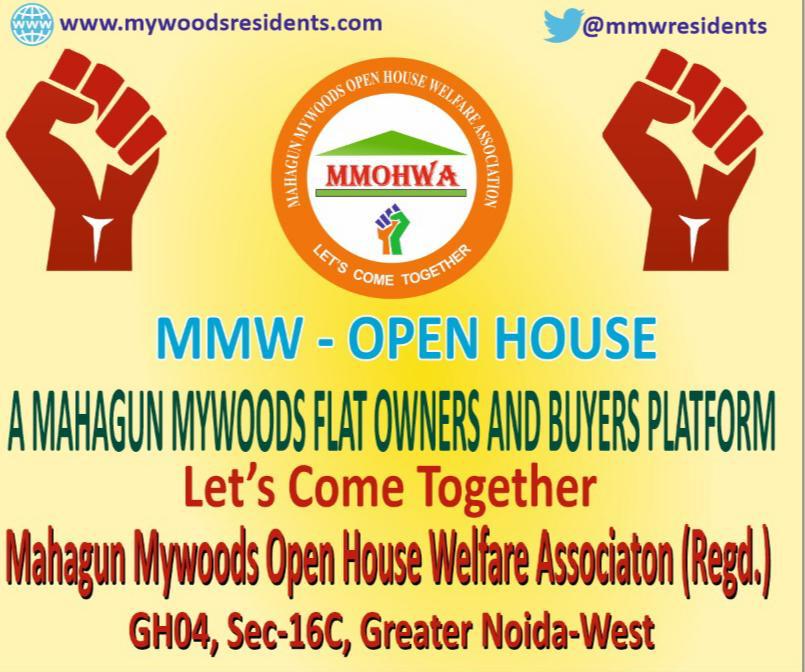 www.mywoodsresidents.com
@mmwresidents
MAHAGUN MYWOODS OPEN HOUSE WELFARE ASSOCIATION
MMOHWA
LET'S COME TOGETHER
MMW - OPEN HOUSE
A MAHAGUN MYWOODS FLAT OWNERS AND BUYERS PLATFORM
Let's Come Together
Mahagun Mywoods Open House Welfare Associaton (Regd.)
GH04, Sec-16C, Greater Noida-West